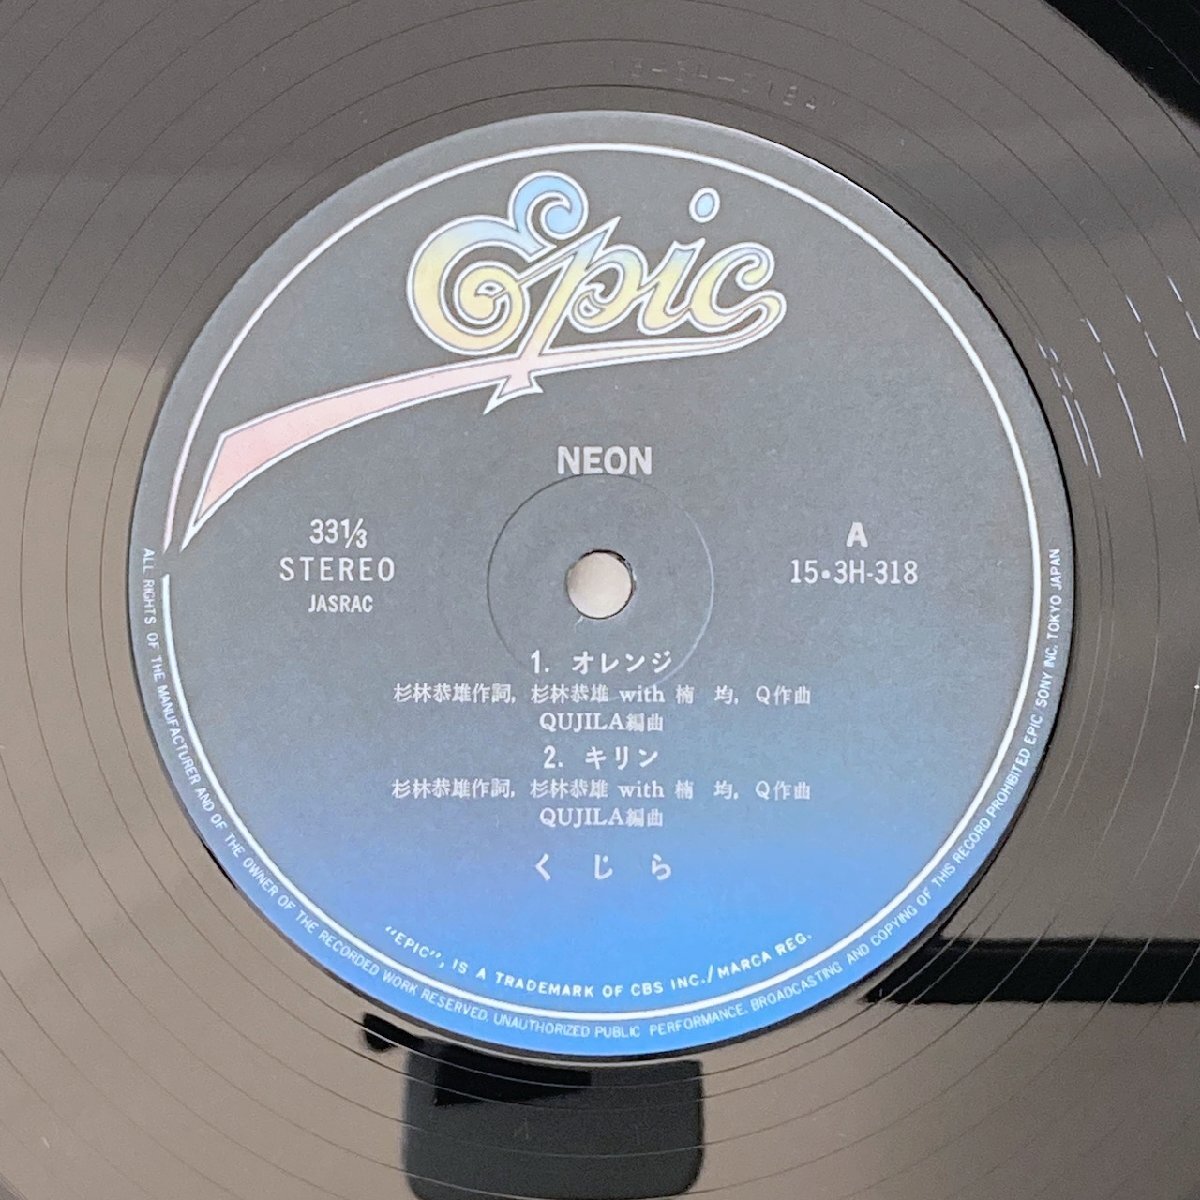 Epic
NEON
33⅓
STEREO
JASRAC
A
15・3H-318
1. オレンジ
杉林恭雄作詞, 杉林恭雄 with 楠 均, Q作曲
QUJILA編曲
2. キリン
杉林恭雄作詞, 杉林恭雄 with 楠 均, Q作曲
QUJILA編曲
くじら
"EPIC", IS A TRADEMARK OF CBS INC./MARCA REG.
ALL RIGHTS OF THE MANUFACTURER AND OF THE OWNER OF THE RECORDED WORK RESERVED. UNAUTHORIZED PUBLIC PERFORMANCE, BROADCASTING AND COPYING OF THIS RECORD PROHIBITED EPIC/SONY INC. TOKYO JAPAN